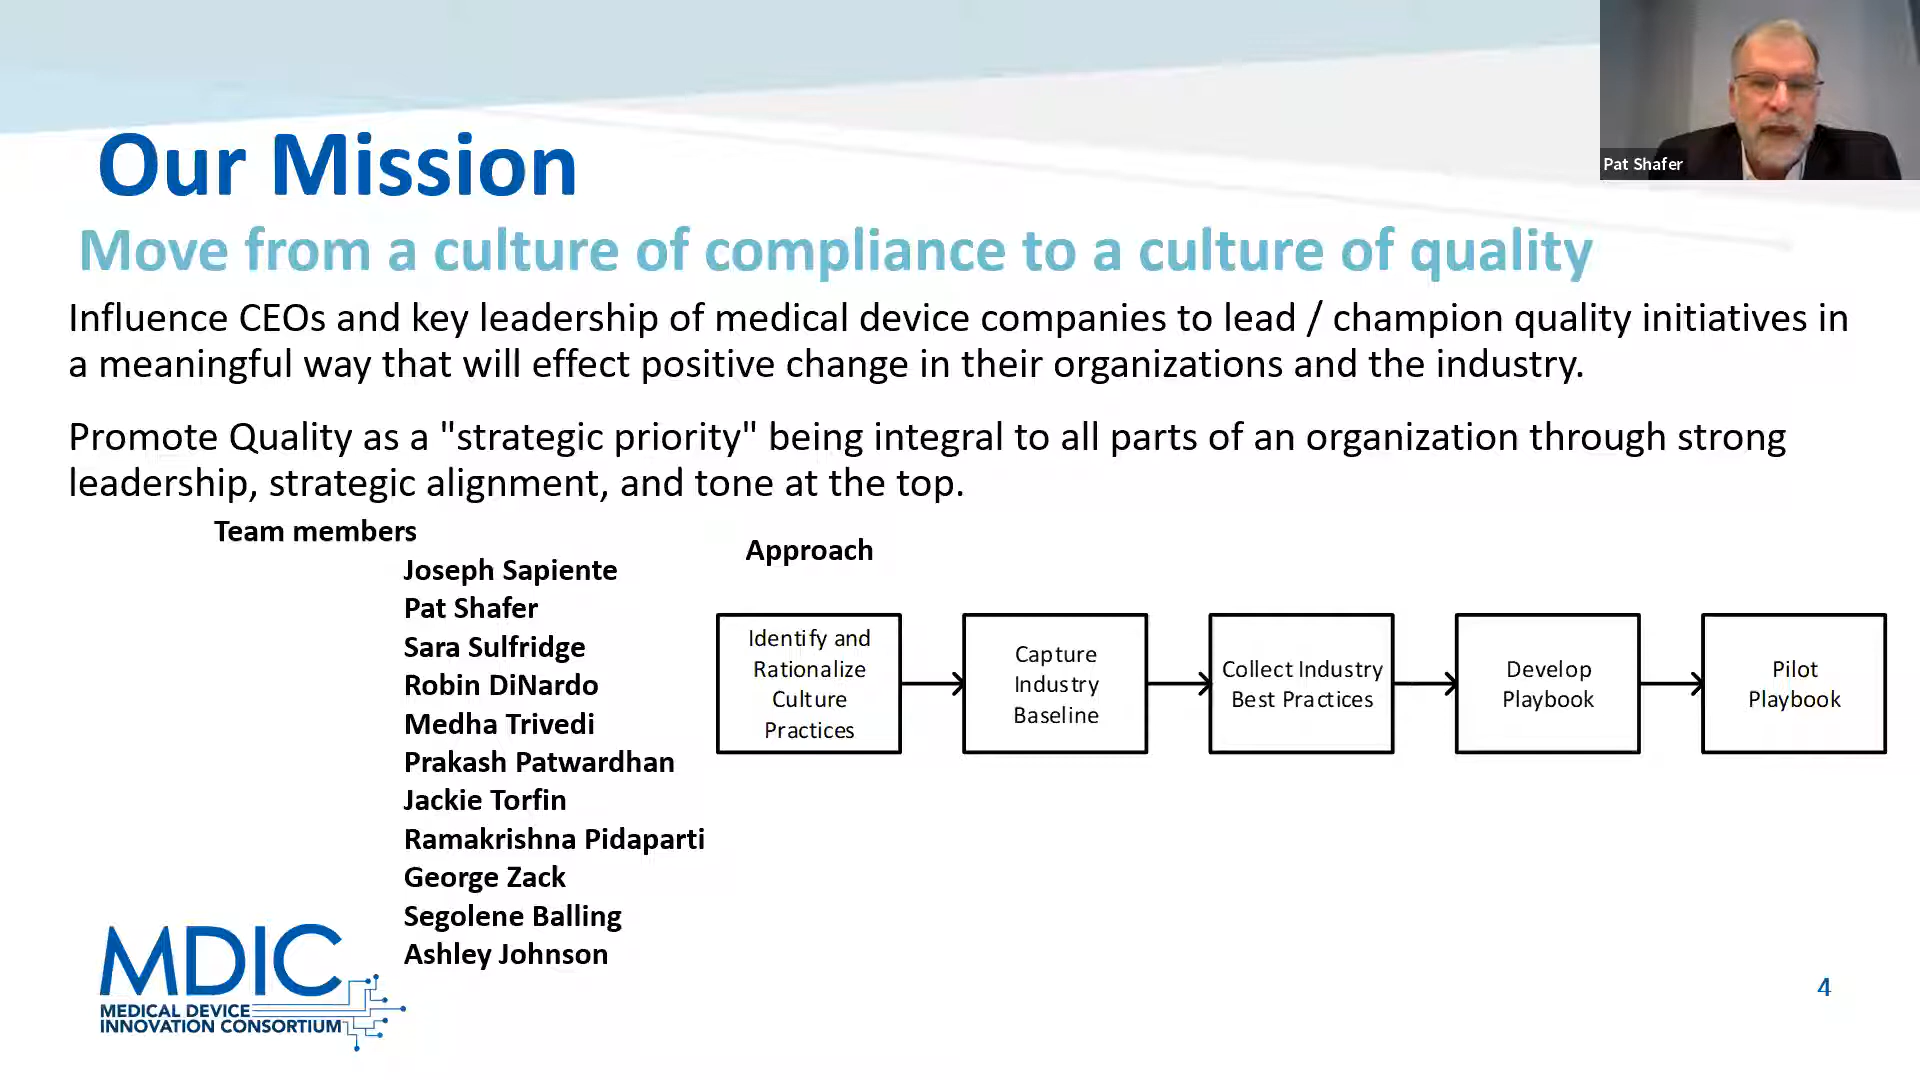 Pat Shafer
Our Mission
Move from a culture of compliance to a culture of quality
Influence CEOs and key leadership of medical device companies to lead / champion quality initiatives in
a meaningful way that will effect positive change in their organizations and the industry.
Promote Quality as a "strategic priority" being integral to all parts of an organization through strong
leadership, strategic alignment, and tone at the top.
Team members
Joseph Sapiente
Pat Shafer
Sara Sulfridge
Robin DiNardo
Medha Trivedi
Prakash Patwardhan
Jackie Torfin
Ramakrishna Pidaparti
George Zack
Segolene Balling
Ashley Johnson
Approach
Identify and
Rationalize
Culture
Practices
Capture
Industry
Baseline
Collect Industry
Best Practices
Develop
Playbook
Pilot
Playbook
MDIC
MEDICAL DEVICE
INNOVATION CONSORTIUM
4